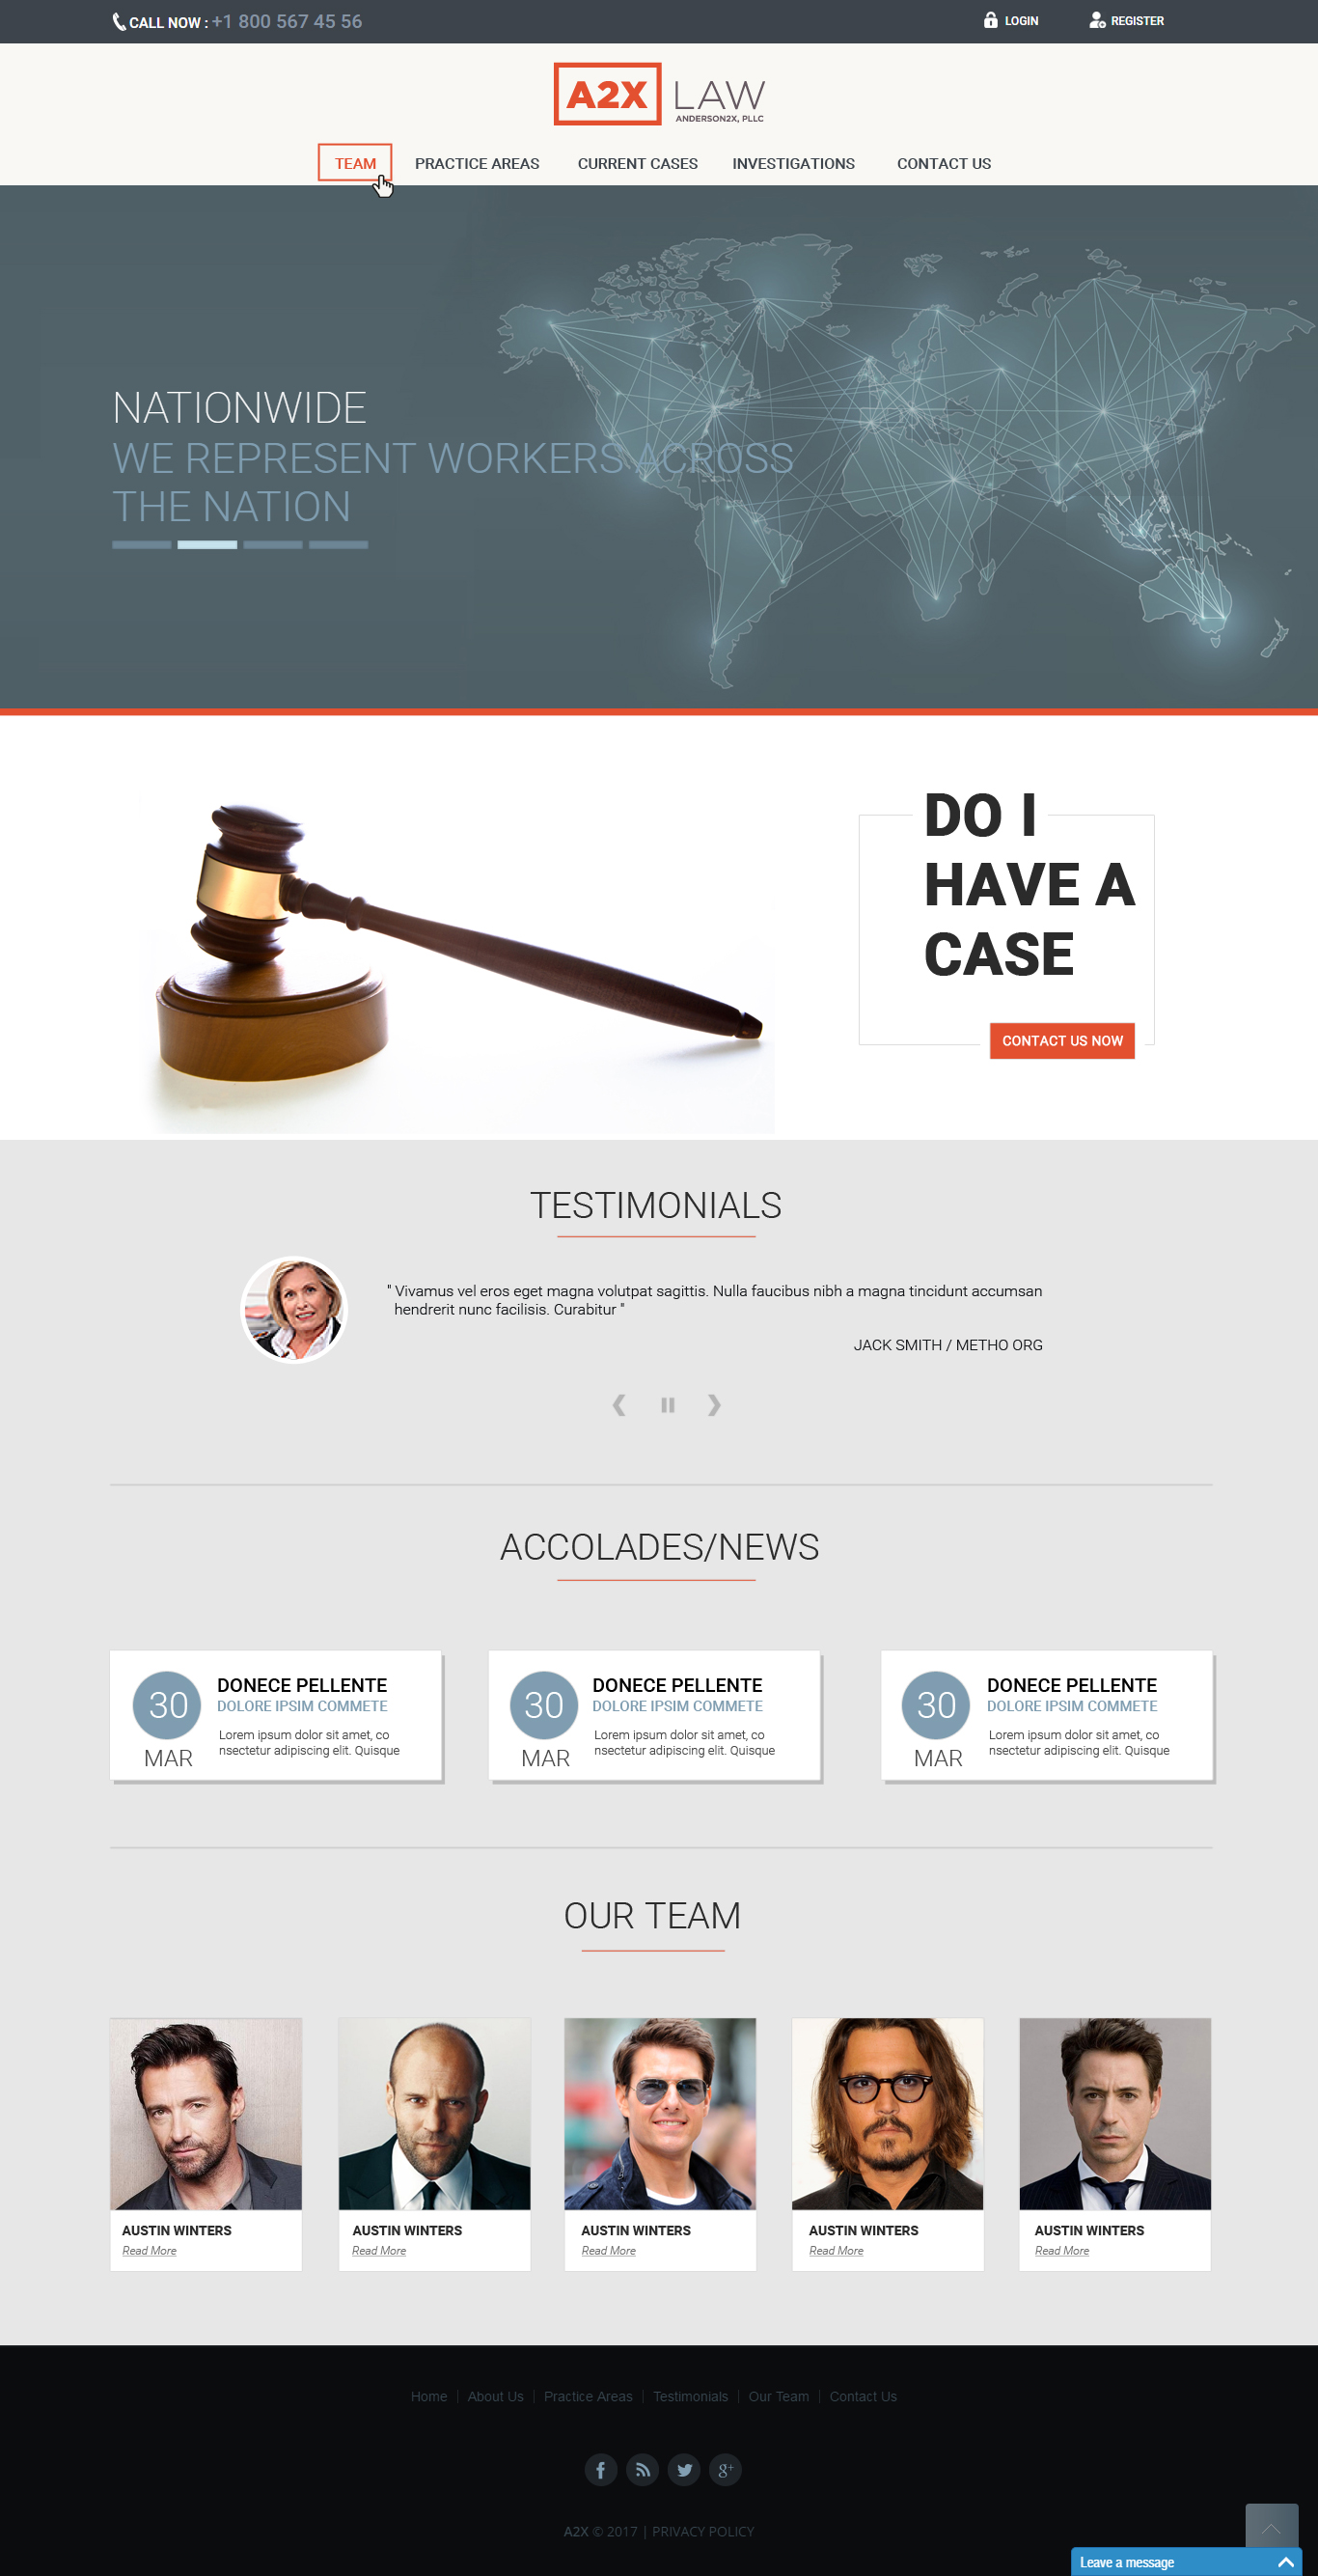 CALL NOW : +1 800 567 45 56
LOGIN
REGISTER
A2X LAW
ANDERSON2X, PLLC
TEAM
PRACTICE AREAS
CURRENT CASES
INVESTIGATIONS
CONTACT US
NATIONWIDE
WE REPRESENT WORKERS ACROSS
THE NATION
DO I
HAVE A
CASE
CONTACT US NOW
TESTIMONIALS
" Vivamus vel eros eget magna volutpat sagittis. Nulla faucibus nibh a magna tincidunt accumsan
hendrerit nunc facilisis. Curabitur "
JACK SMITH / METHO ORG
ACCOLADES/NEWS
30
MAR
DONECE PELLENTE
DOLORE IPSIM COMMETE
Lorem ipsum dolor sit amet, co
nsectetur adipiscing elit. Quisque
30
MAR
DONECE PELLENTE
DOLORE IPSIM COMMETE
Lorem ipsum dolor sit amet, co
nsectetur adipiscing elit. Quisque
30
MAR
DONECE PELLENTE
DOLORE IPSIM COMMETE
Lorem ipsum dolor sit amet, co
nsectetur adipiscing elit. Quisque
OUR TEAM
AUSTIN WINTERS
Read More
AUSTIN WINTERS
Read More
AUSTIN WINTERS
Read More
AUSTIN WINTERS
Read More
AUSTIN WINTERS
Read More
Home | About Us | Practice Areas | Testimonials | Our Team | Contact Us
f
g+
A2X © 2017 | PRIVACY POLICY
Leave a message